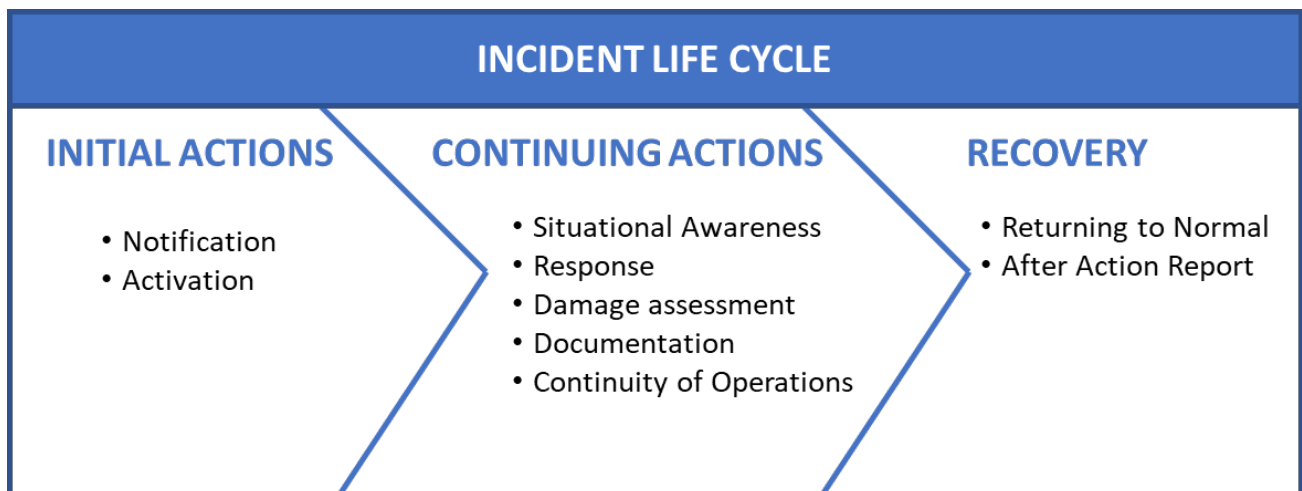 INCIDENT LIFE CYCLE
INITIAL ACTIONS
• Notification
• Activation
CONTINUING ACTIONS
• Situational Awareness
• Response
• Damage assessment
• Documentation
• Continuity of Operations
RECOVERY
• Returning to Normal
• After Action Report